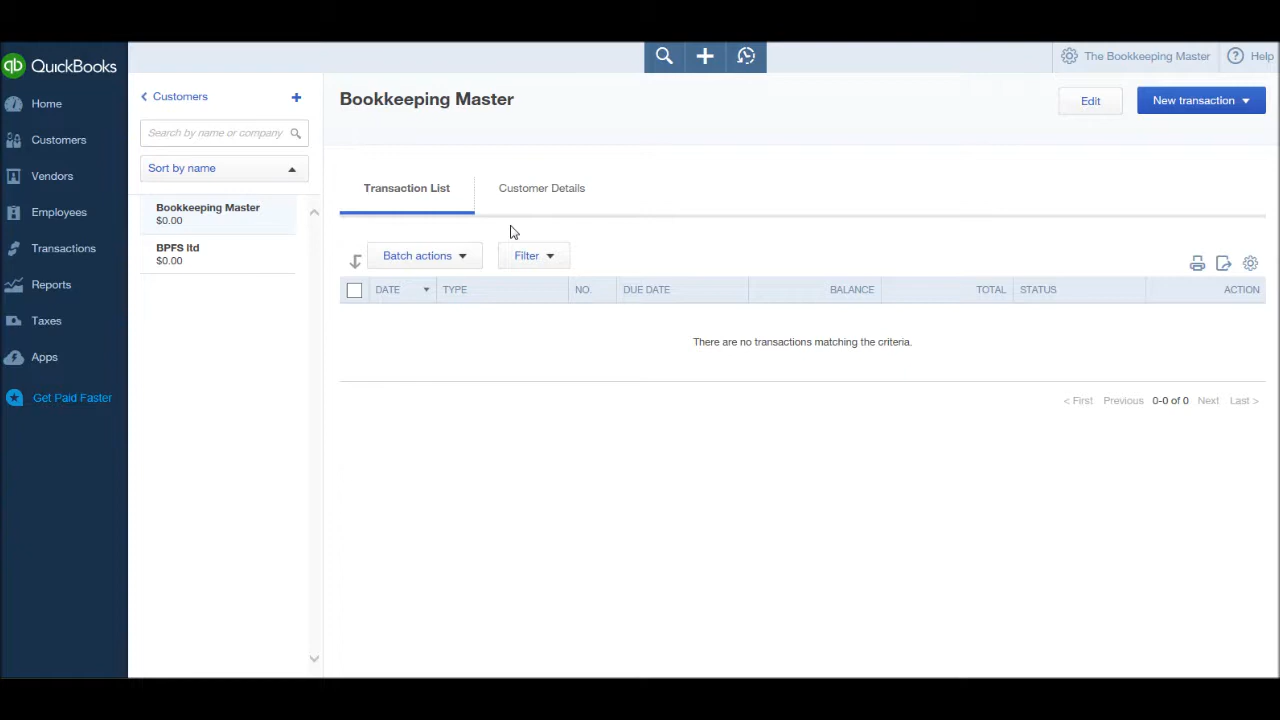 qb QuickBooks
Home
Customers
Vendors
Employees
Transactions
Reports
Taxes
Apps
Get Paid Faster
The Bookkeeping Master
Help
Customers
Search by name or company
Sort by name
Bookkeeping Master
$0.00
BPFS ltd
$0.00
Bookkeeping Master
Edit
New transaction
Transaction List Customer Details
Batch actions Filter
DATE TYPE NO. DUE DATE BALANCE TOTAL STATUS ACTION
There are no transactions matching the criteria.
< First Previous 0-0 of 0 Next Last >